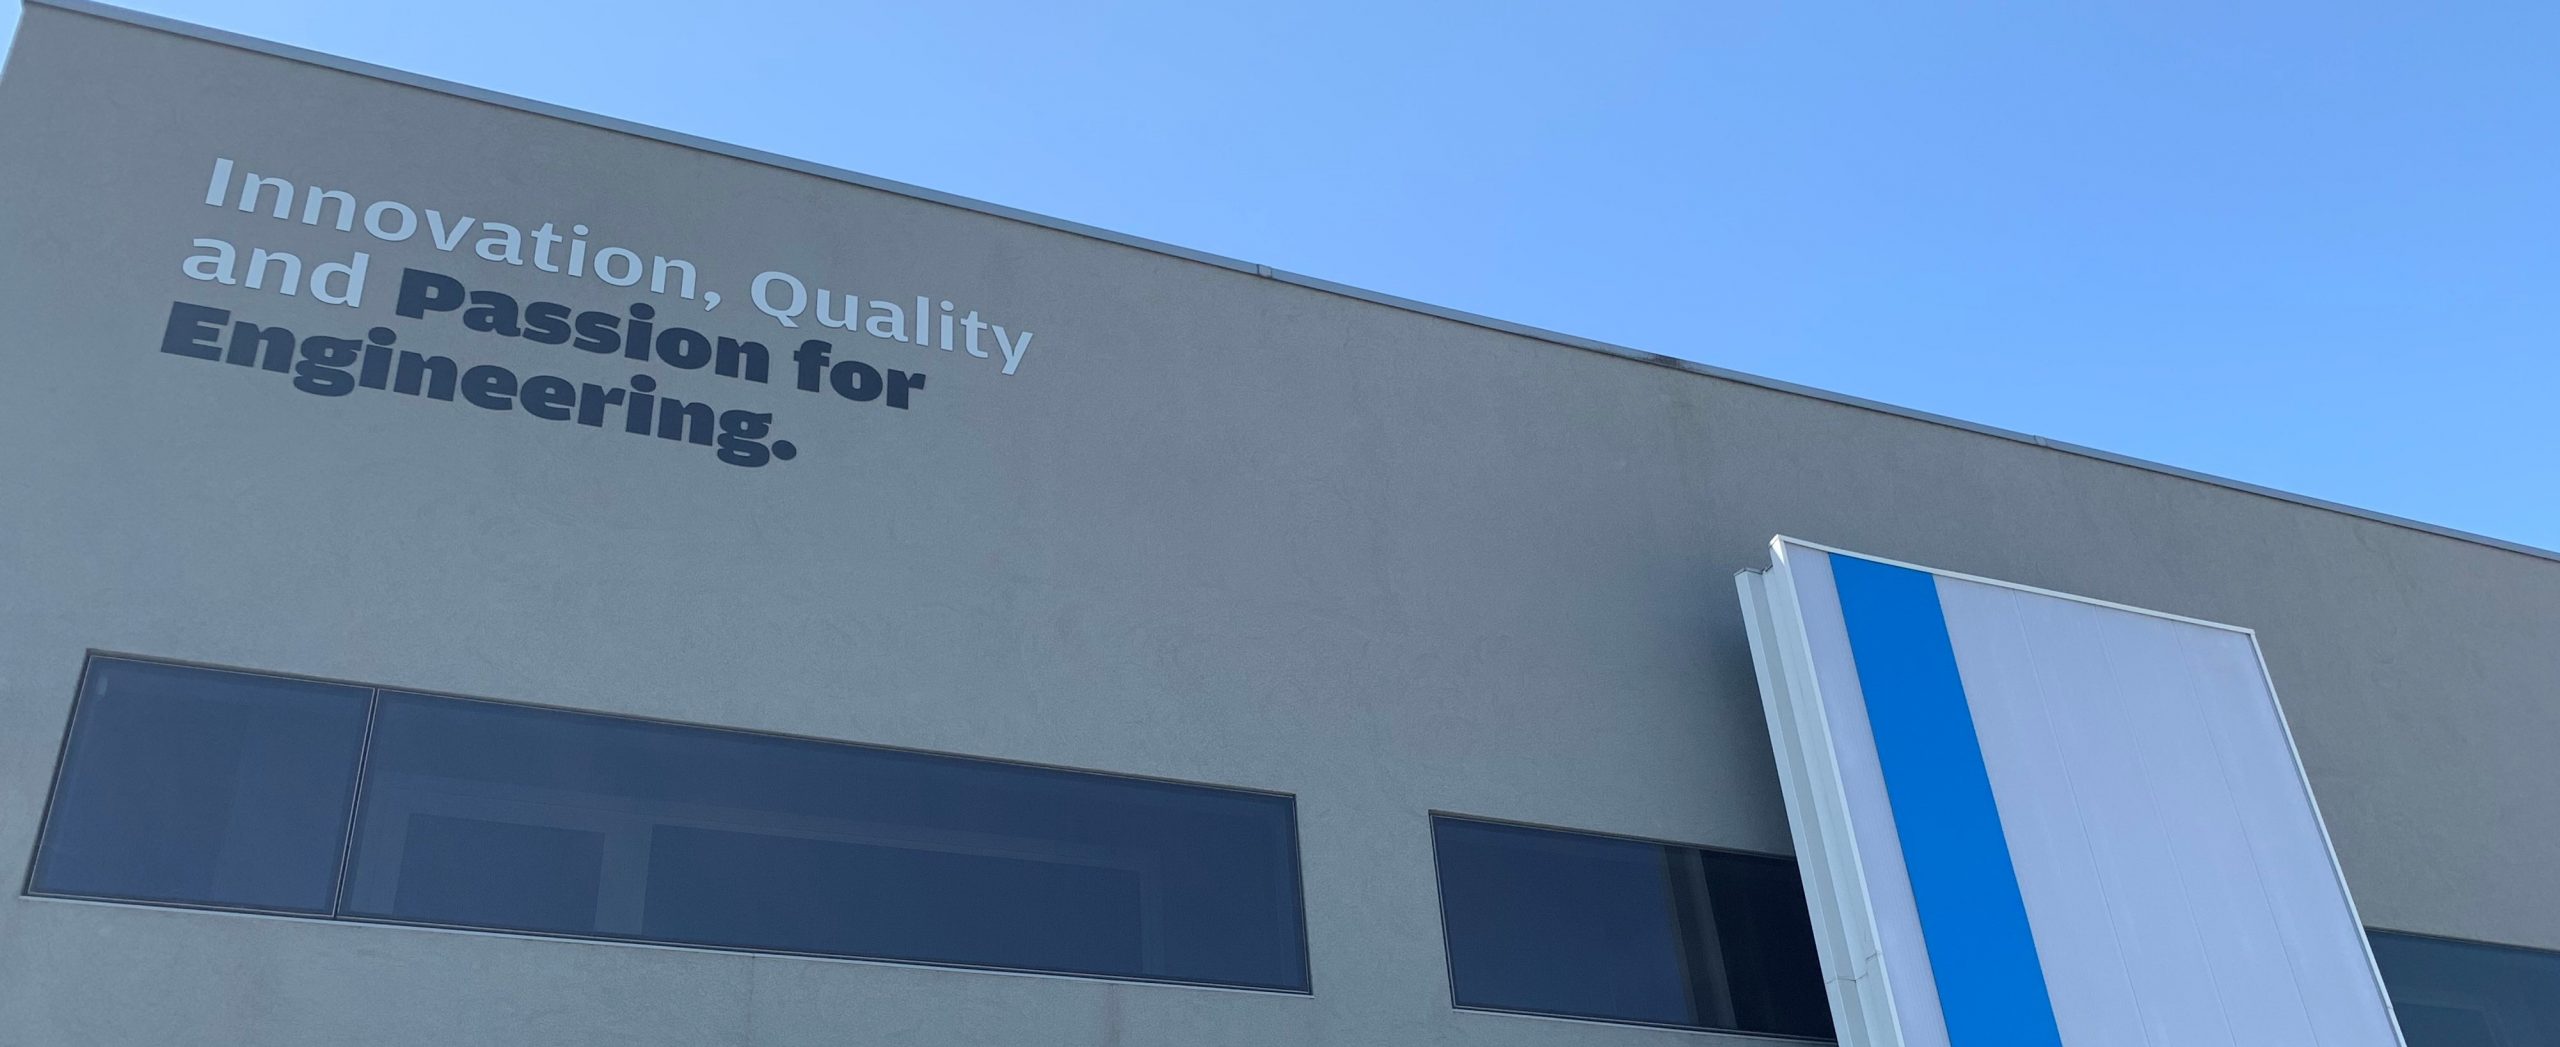 Innovation, Quality
and Passion for
Engineering.